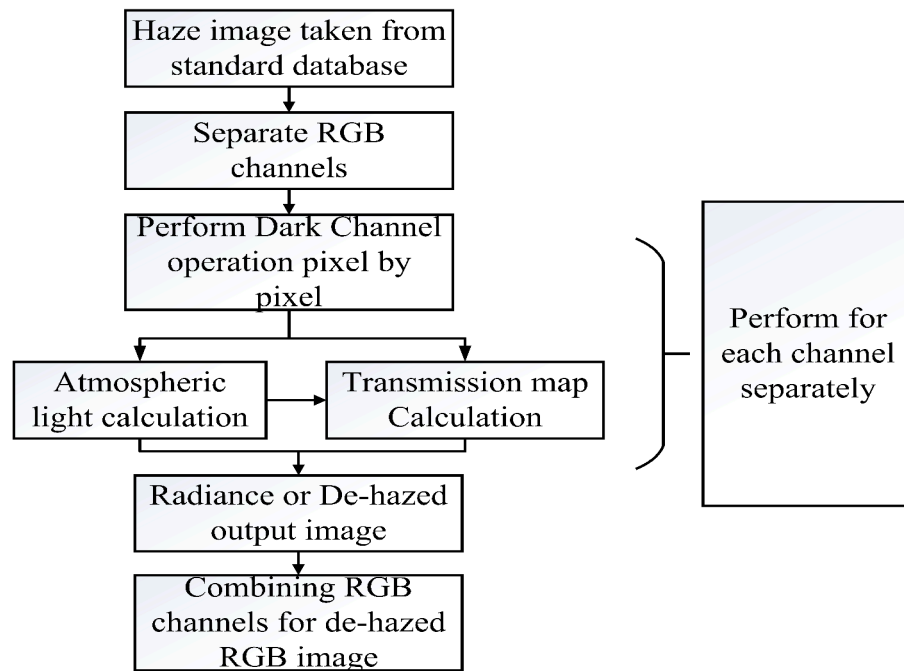 Haze image taken from
standard database
Separate RGB
channels
Perform Dark Channel
operation pixel by
pixel
Atmospheric
light calculation
Transmission map
Calculation
Perform for
each channel
separately
Radiance or De-hazed
output image
Combining RGB
channels for de-hazed
RGB image